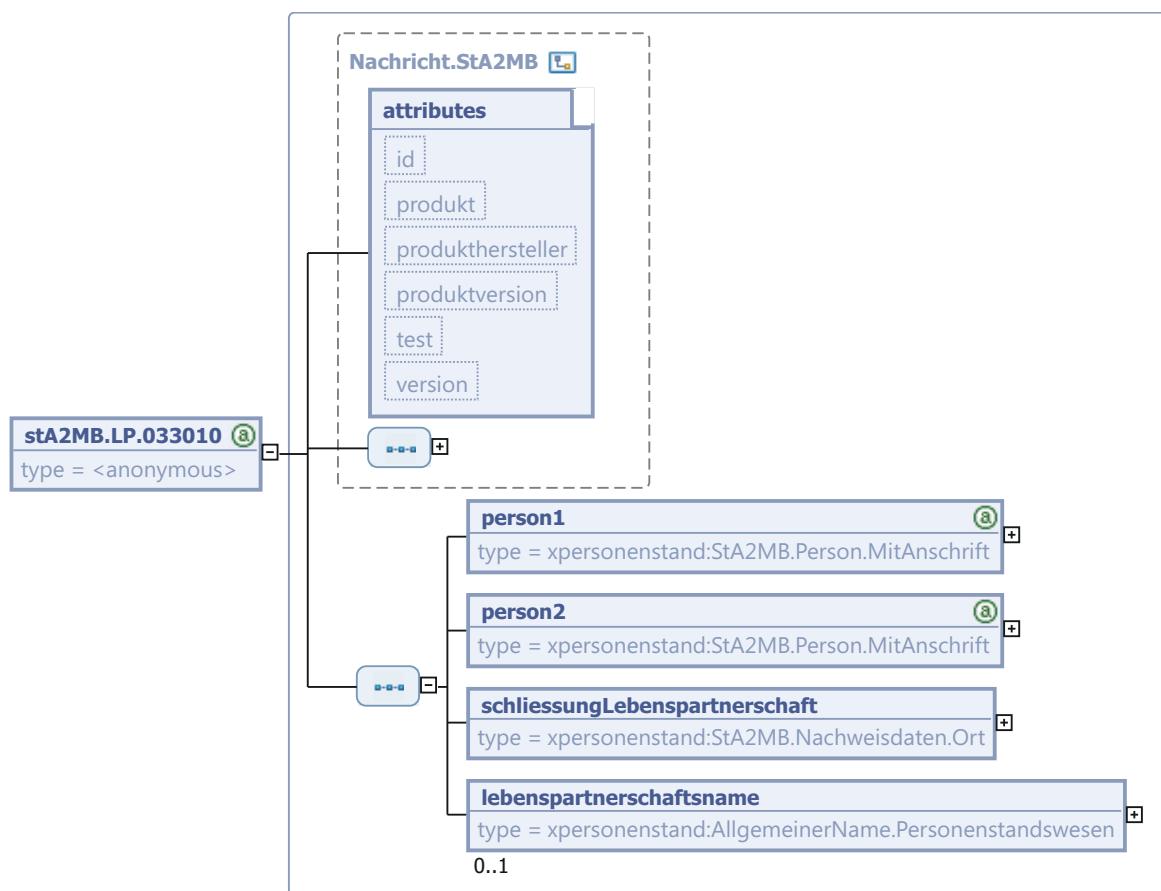 Nachricht.StA2MB
attributes
id
produkt
produkthersteller
produktversion
test
version
stA2MB.LP.033010
type = <anonymous>
person1
type = xpersonenstand:StA2MB.Person.MitAnschrift
person2
type = xpersonenstand:StA2MB.Person.MitAnschrift
schliessungLebenspartnerschaft
type = xpersonenstand:StA2MB.Nachweisdaten.Ort
lebenspartnerschaftsname
type = xpersonenstand:AllgemeinerName.Personenstandswesen
0..1